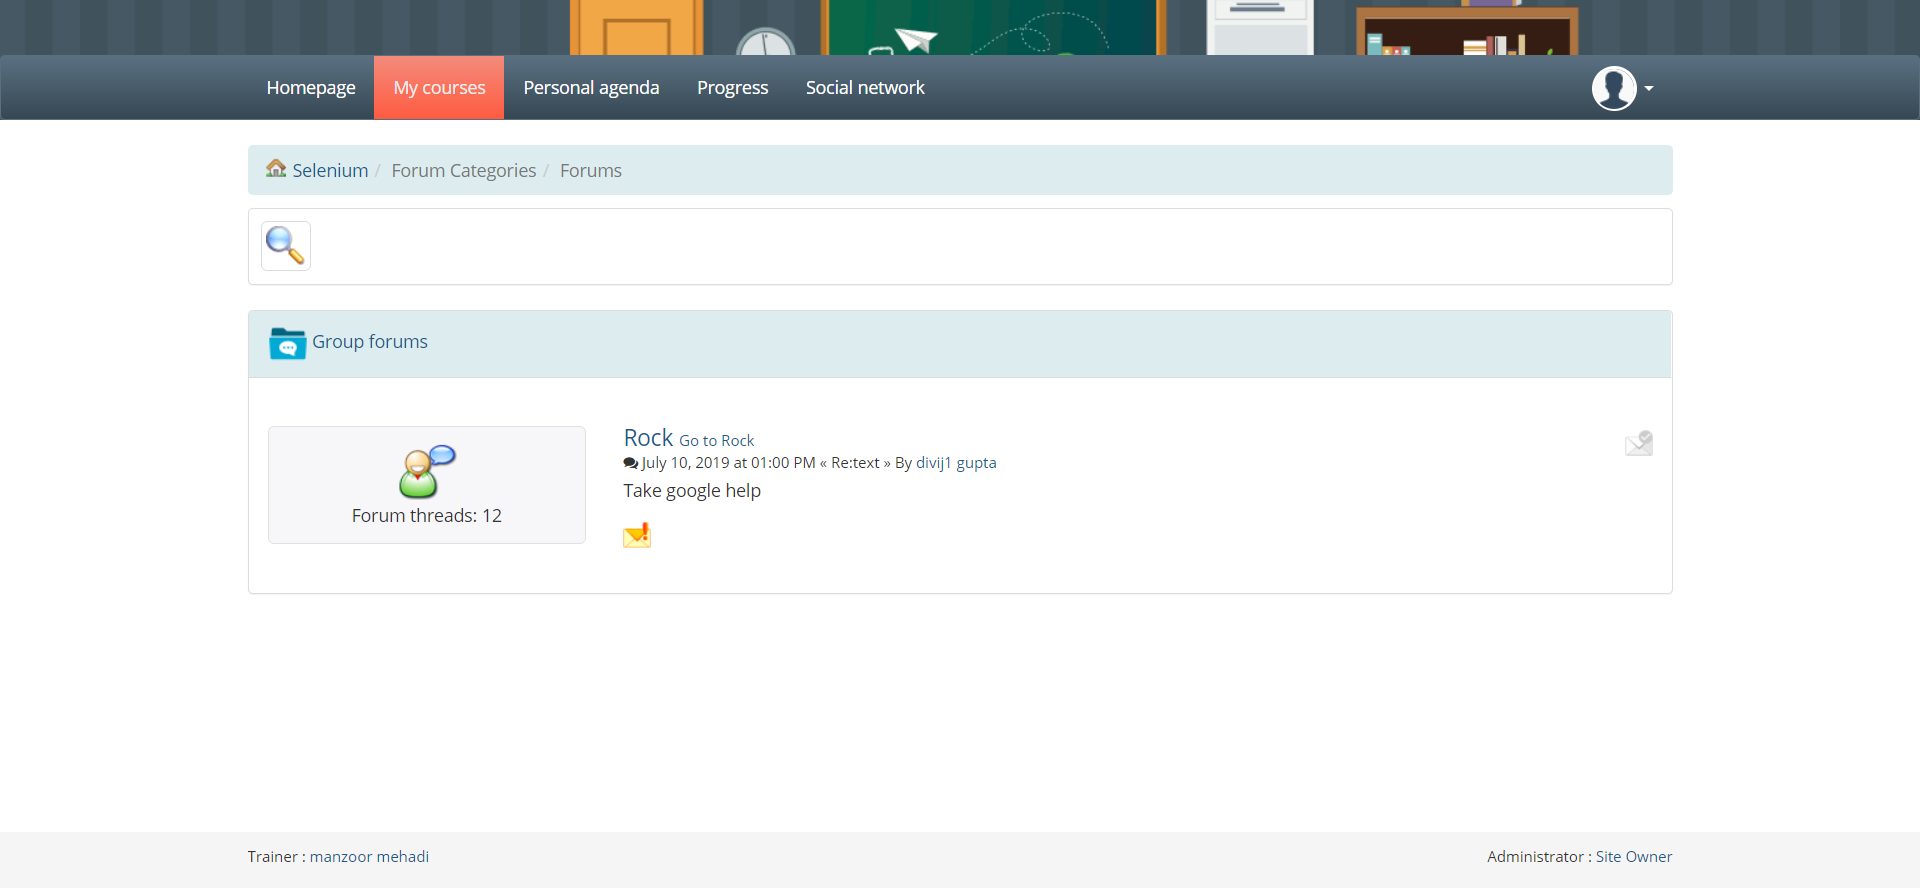 Homepage My courses Personal agenda Progress Social network
Selenium / Forum Categories / Forums
Group forums
Forum threads: 12
Rock Go to Rock
July 10, 2019 at 01:00 PM « Re:text » By divij1 gupta
Take google help
Trainer : manzoor mehadi
Administrator : Site Owner